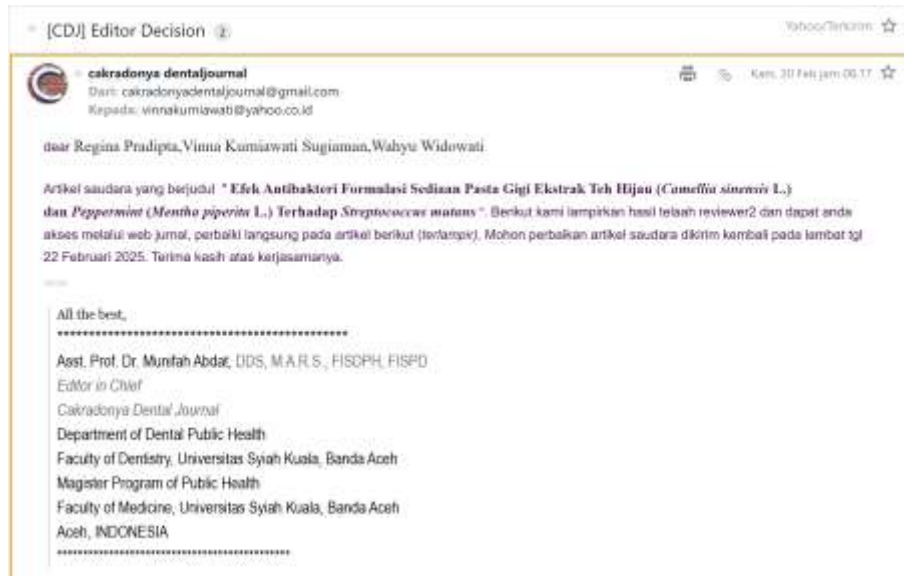 [CDJ] Editor Decision 2
Yahoo/Terkirim
cakradonya dentaljournal
Kam, 20 Feb jam 06.17
Dari: cakradonyadentaljournal@gmail.com
Kepada: vinnakurniawati@yahoo.co.id
dear Regina Pradipta,Vinna Kurniawati Sugiaman,Wahyu Widowati
Artikel saudara yang berjudul " Efek Antibakteri Formulasi Sediaan Pasta Gigi Ekstrak Teh Hijau (Camellia sinensis L.)
dan Peppermint (Mentha piperita L.) Terhadap Streptococcus mutans ". Berikut kami lampirkan hasil telaah reviewer2 dan dapat anda
akses melalui web jurnal, perbaiki langsung pada artikel berikut (terlampir). Mohon perbaikan artikel saudara dikirim kembali pada lambat tgl
22 Februari 2025. Terima kasih atas kerjasamanya.
All the best,
************************************************
Asst. Prof. Dr. Munifah Abdat, DDS, M.A.R.S., FISDPH, FISPD
Editor in Chief
Cakradonya Dental Journal
Department of Dental Public Health
Faculty of Dentistry, Universitas Syiah Kuala, Banda Aceh
Magister Program of Public Health
Faculty of Medicine, Universitas Syiah Kuala, Banda Aceh
Aceh, INDONESIA
************************************************